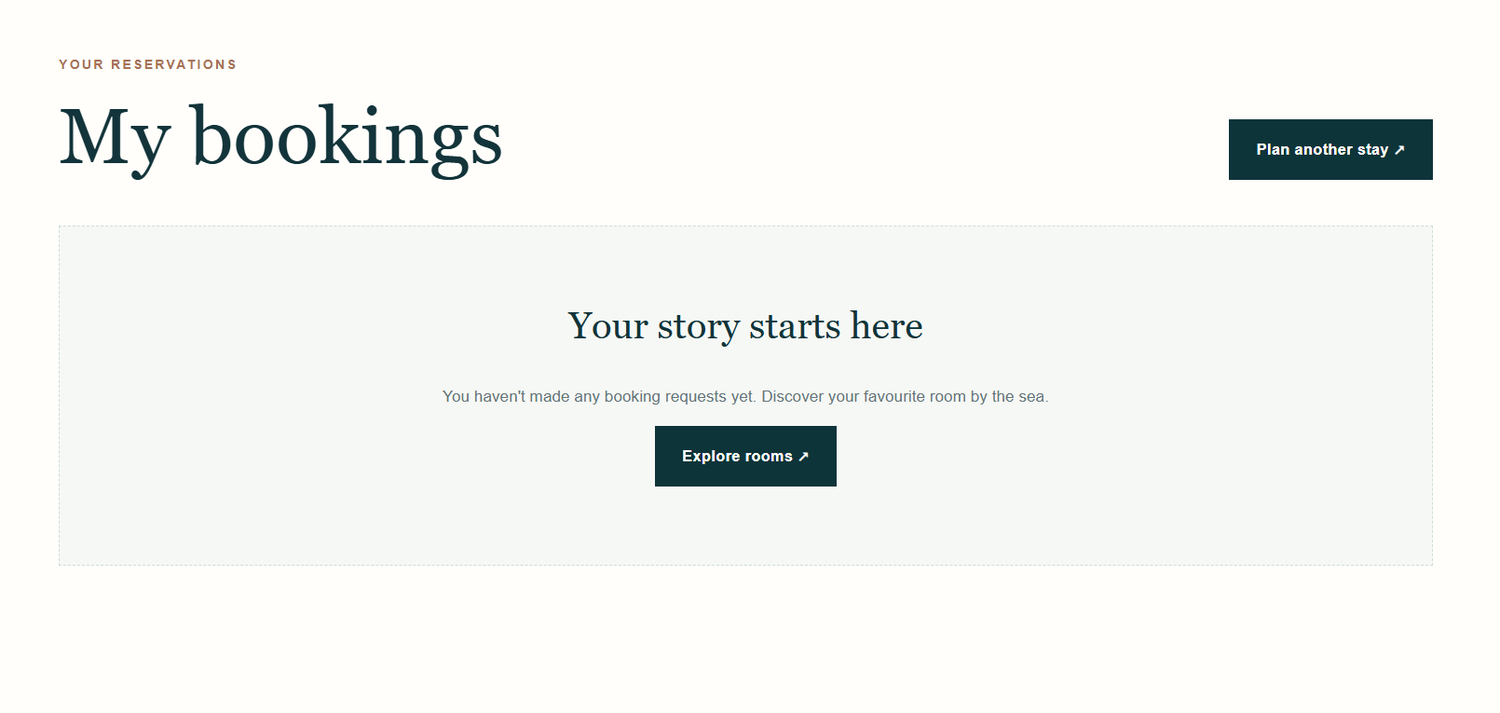 YOUR RESERVATIONS
My bookings
Plan another stay ↗
Your story starts here
You haven't made any booking requests yet. Discover your favourite room by the sea.
Explore rooms ↗